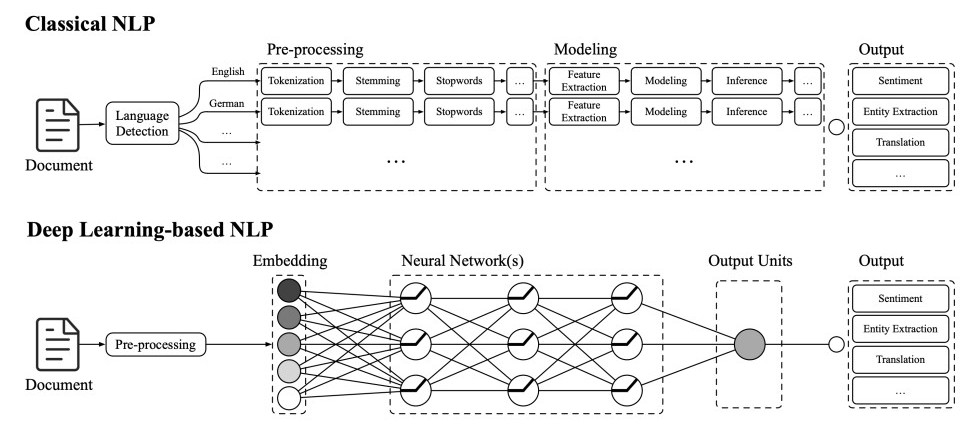 Classical NLP
Pre-processing
Modeling
Output
Document
Language
Detection
English
German
...
...
Tokenization
Stemming
Stopwords
...
Feature
Extraction
Modeling
Inference
...
Tokenization
Stemming
Stopwords
...
Feature
Extraction
Modeling
Inference
...
...
...
Sentiment
Entity Extraction
Translation
...
Deep Learning-based NLP
Embedding
Neural Network(s)
Output Units
Output
Document
Pre-processing
Sentiment
Entity Extraction
Translation
...